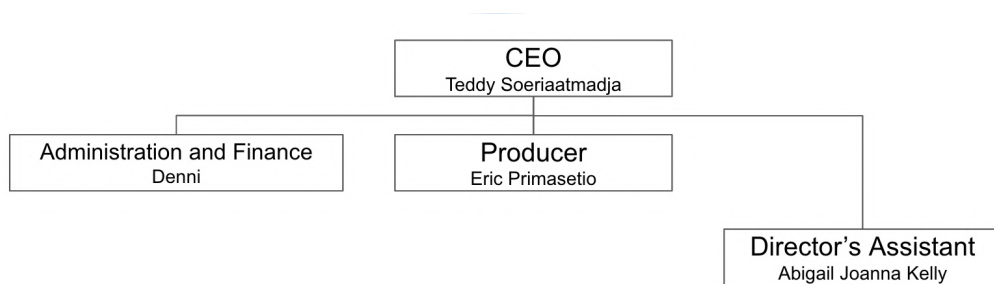 CEO
Teddy Soeriaatmadja
Administration and Finance
Denni
Producer
Eric Primasetio
Director’s Assistant
Abigail Joanna Kelly